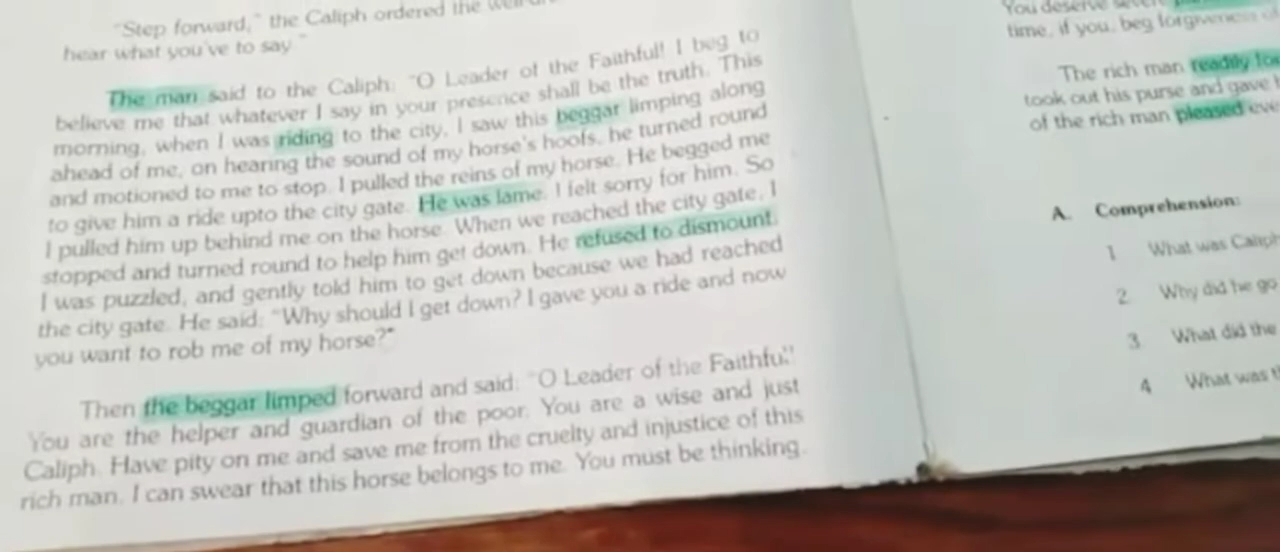 "Step forward," the Caliph ordered the
hear what you've to say."
The man said to the Caliph: "O Leader of the Faithful! I beg to
believe me that whatever I say in your presence shall be the truth. This
morning, when I was riding to the city, I saw this beggar limping along
ahead of me, on hearing the sound of my horse's hoofs, he turned round
and motioned to me to stop. I pulled the reins of my horse. He begged me
to give him a ride upto the city gate. He was lame. I felt sorry for him. So
I pulled him up behind me on the horse. When we reached the city gate, I
stopped and turned round to help him get down. He refused to dismount.
I was puzzled, and gently told him to get down because we had reached
the city gate. He said: "Why should I get down? I gave you a ride and now
you want to rob me of my horse?"
Then the beggar limped forward and said: "O Leader of the Faithful!
You are the helper and guardian of the poor. You are a wise and just
Caliph. Have pity on me and save me from the cruelty and injustice of this
rich man. I can swear that this horse belongs to me. You must be thinking.
You deserve
time, if you, beg forgiveness of
The rich man readily
took out his purse and gave
of the rich man pleased
A. Comprehension:
1 What was Caliph
2 Why did he go
3 What did the
4 What was